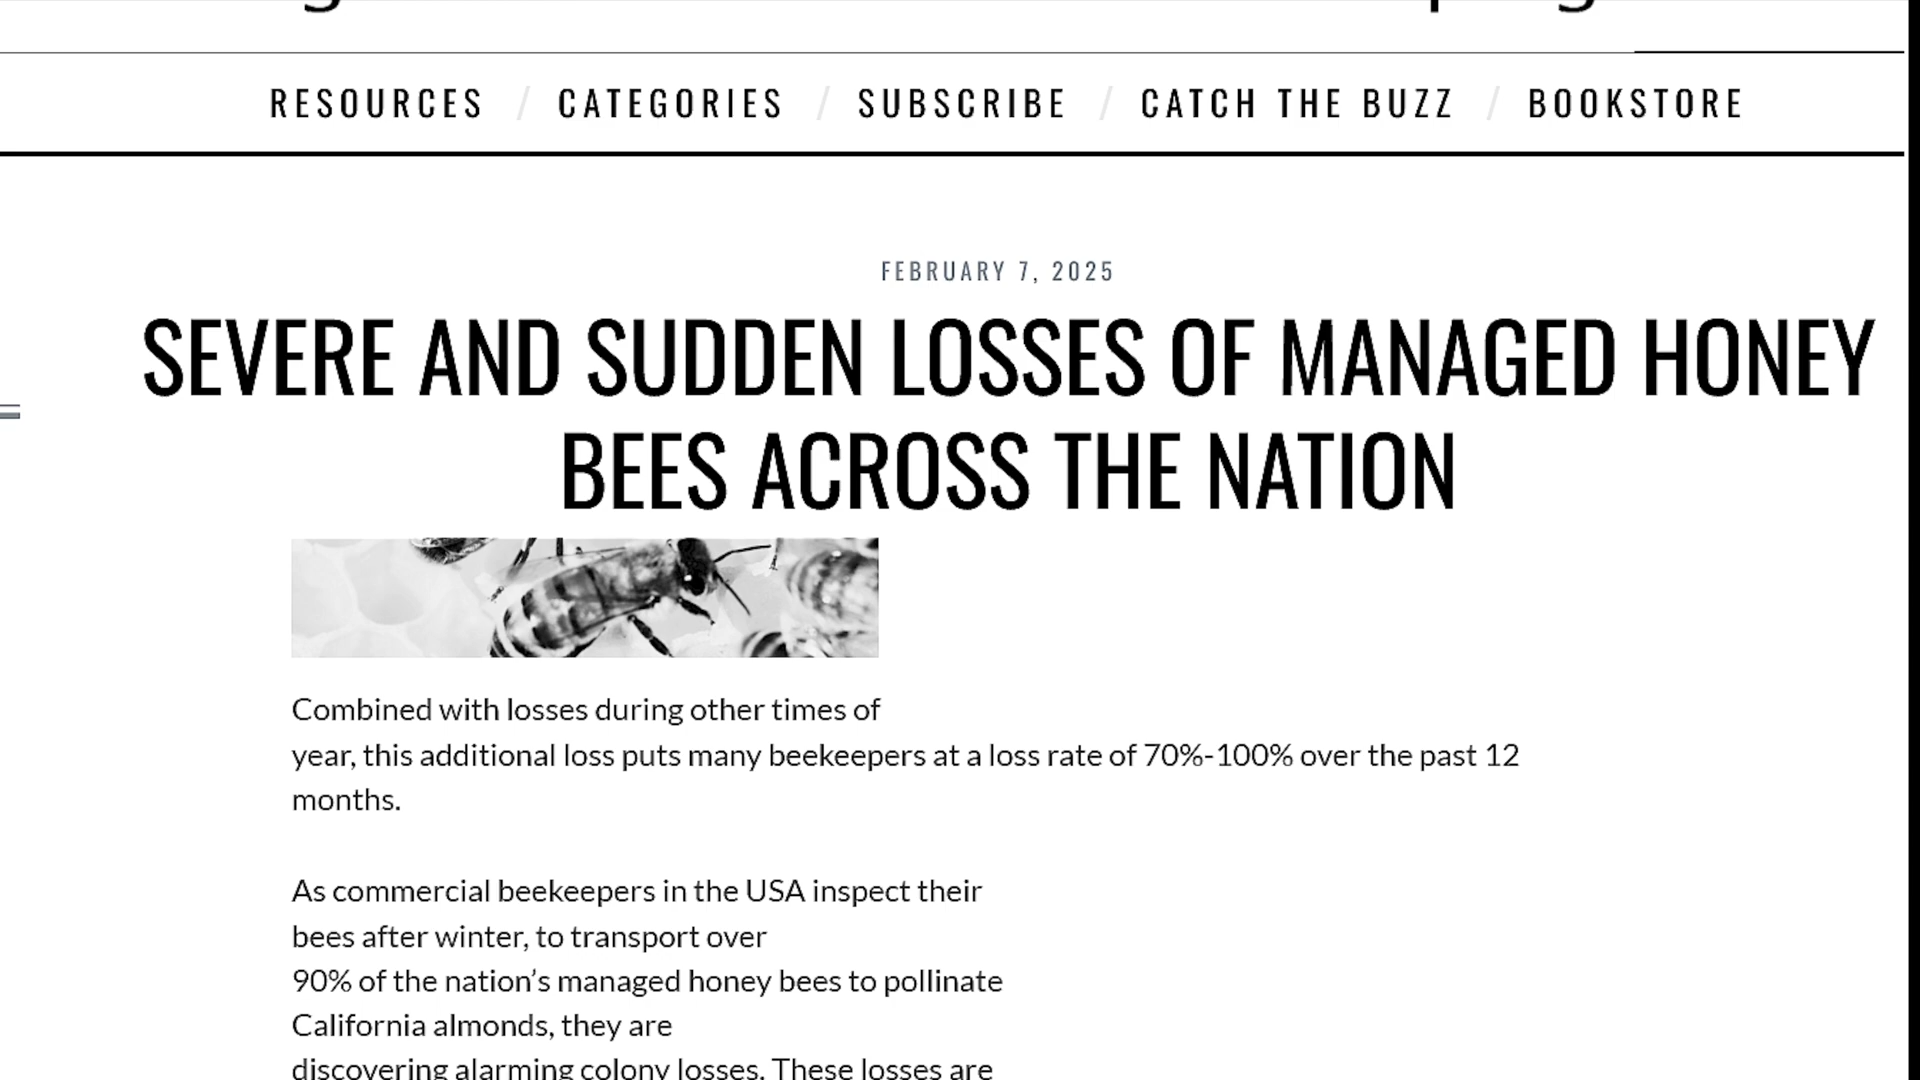 RESOURCES / CATEGORIES / SUBSCRIBE / CATCH THE BUZZ / BOOKSTORE
FEBRUARY 7, 2025
SEVERE AND SUDDEN LOSSES OF MANAGED HONEY
BEES ACROSS THE NATION
Combined with losses during other times of
year, this additional loss puts many beekeepers at a loss rate of 70%-100% over the past 12
months.
As commercial beekeepers in the USA inspect their
bees after winter, to transport over
90% of the nation’s managed honey bees to pollinate
California almonds, they are
discovering alarming colony losses. These losses are